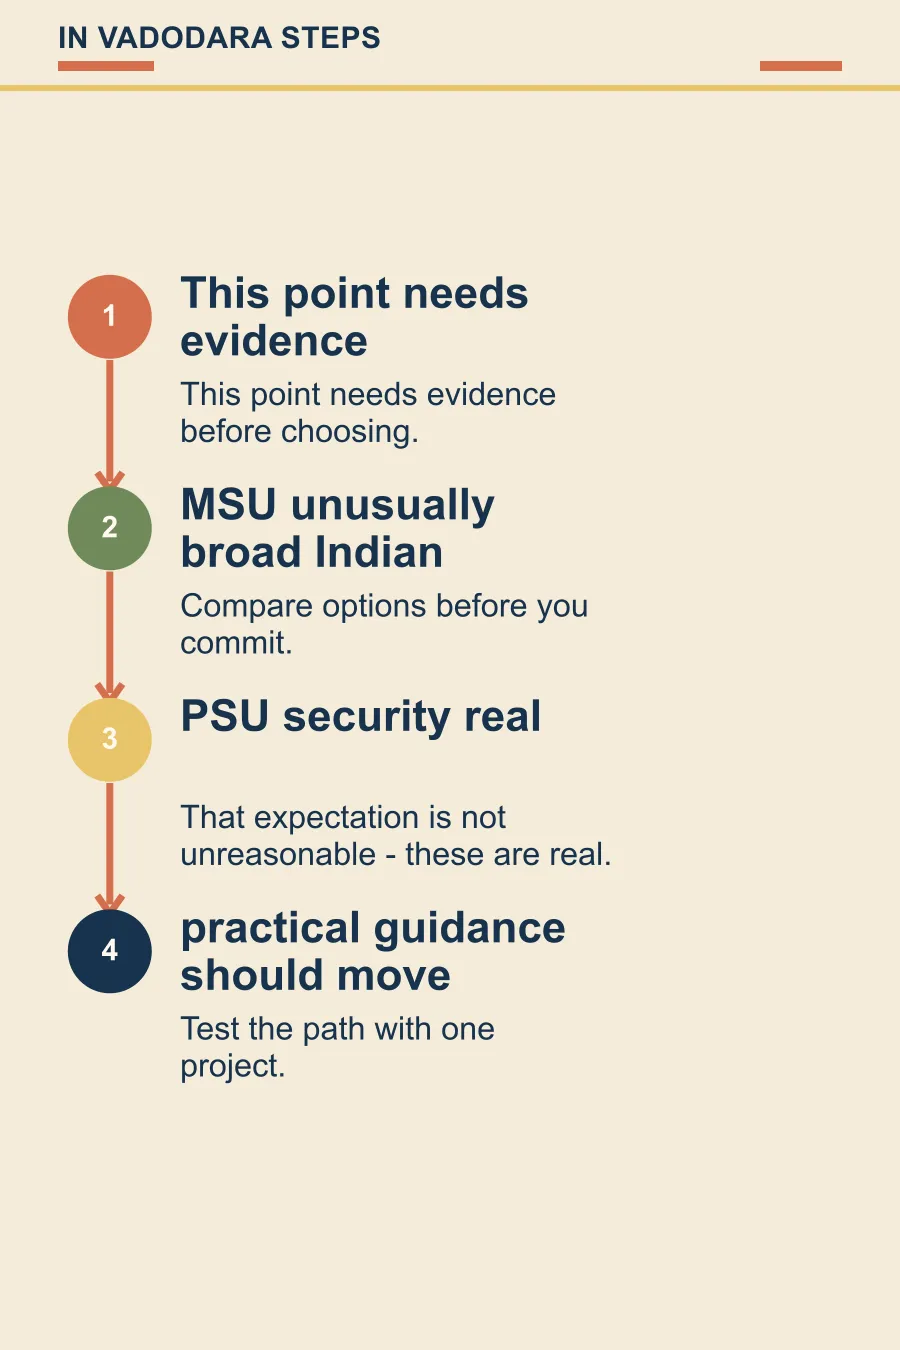 IN VADODARA STEPS
1
This point needs
evidence
This point needs evidence
before choosing.
2
MSU unusually
broad Indian
Compare options before you
commit.
3
PSU security real
That expectation is not
unreasonable - these are real.
4
practical guidance
should move
Test the path with one
project.